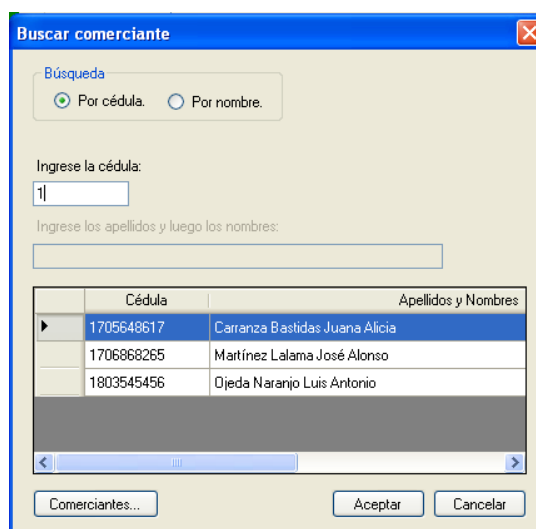 Buscar comerciante
Búsqueda
Por cédula. Por nombre.
Ingrese la cédula:
1
Ingrese los apellidos y luego los nombres:
Cédula Apellidos y Nombres
1705648617 Carranza Bastidas Juana Alicia
1706868265 Martínez Lalama José Alonso
1803545456 Ojeda Naranjo Luis Antonio
Comerciantes... Aceptar Cancelar